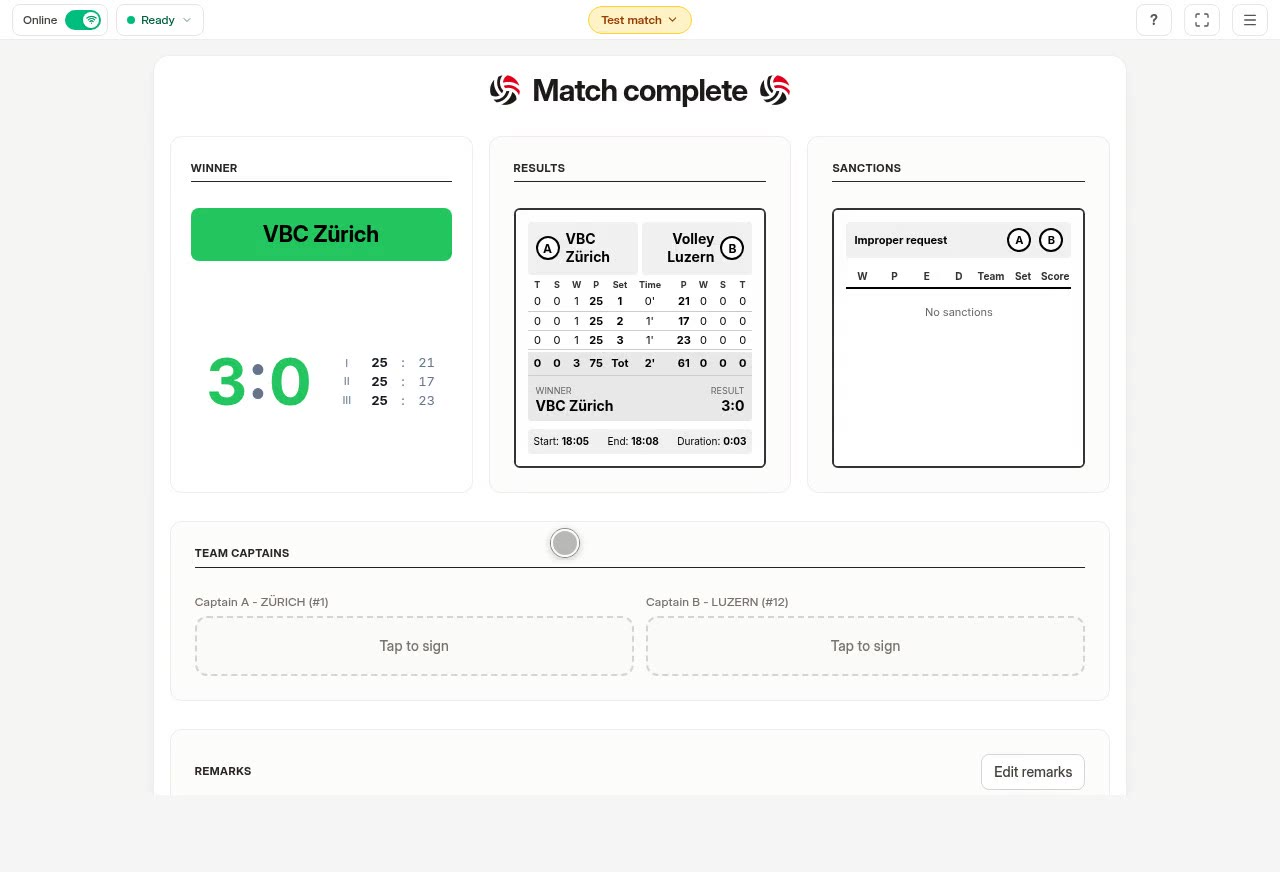 Online
Ready
Test match
?
Match complete
WINNER
VBC Zürich
3:0
I 25 : 21
II 25 : 17
III 25 : 23
RESULTS
A VBC Zürich
Volley Luzern B
T S W P Set Time P W S T
0 0 1 25 1 0' 21 0 0 0
0 0 1 25 2 1' 17 0 0 0
0 0 1 25 3 1' 23 0 0 0
0 0 3 75 Tot 2' 61 0 0 0
WINNER RESULT
VBC Zürich 3:0
Start: 18:05 End: 18:08 Duration: 0:03
SANCTIONS
Improper request A B
W P E D Team Set Score
No sanctions
TEAM CAPTAINS
Captain A - ZÜRICH (#1)
Tap to sign
Captain B - LUZERN (#12)
Tap to sign
REMARKS
Edit remarks